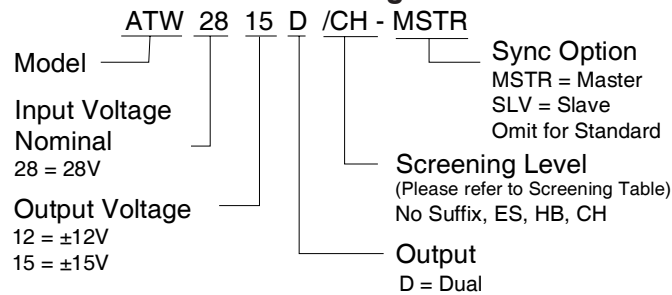 ATW 28 15 D /CH - MSTR
Model
Input Voltage
Nominal
28 = 28V
Output Voltage
12 = ±12V
15 = ±15V
Sync Option
MSTR = Master
SLV = Slave
Omit for Standard
Screening Level
(Please refer to Screening Table)
No Suffix, ES, HB, CH
Output
D = Dual